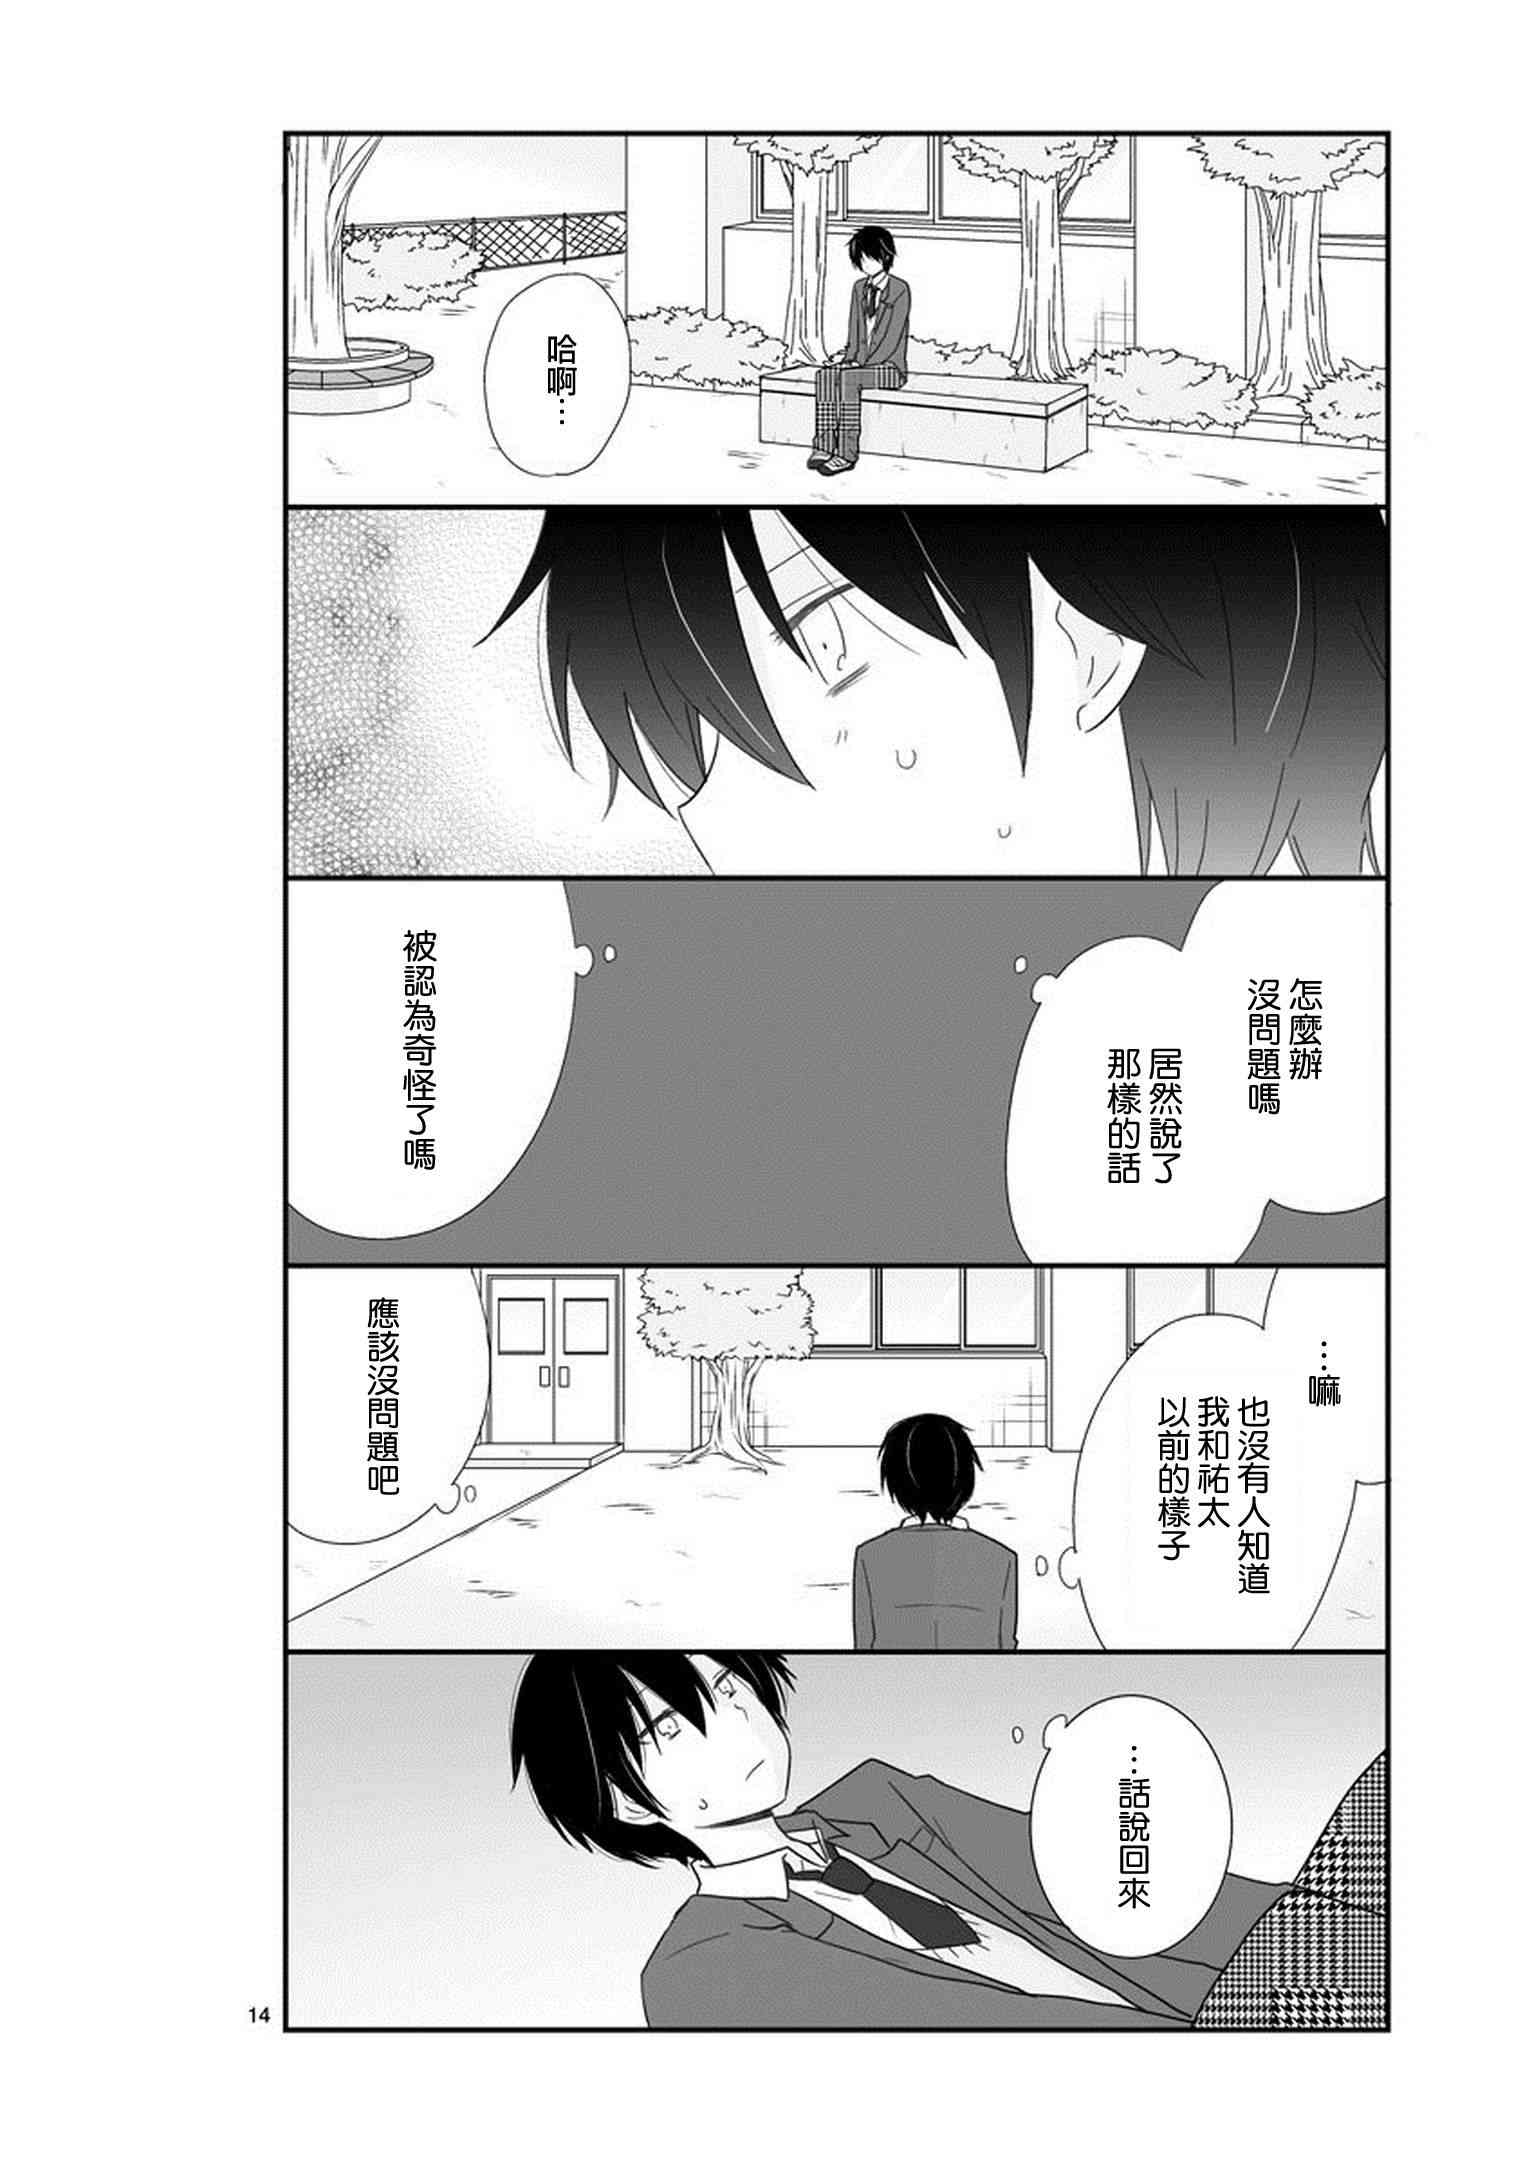 哈啊…
怎麼辦
沒問題嗎
居然說了
那樣的話
被認為奇怪了嗎
…嘛
也沒有人知道
我和祐太
以前的樣子
應該沒問題吧
…話說回來
14